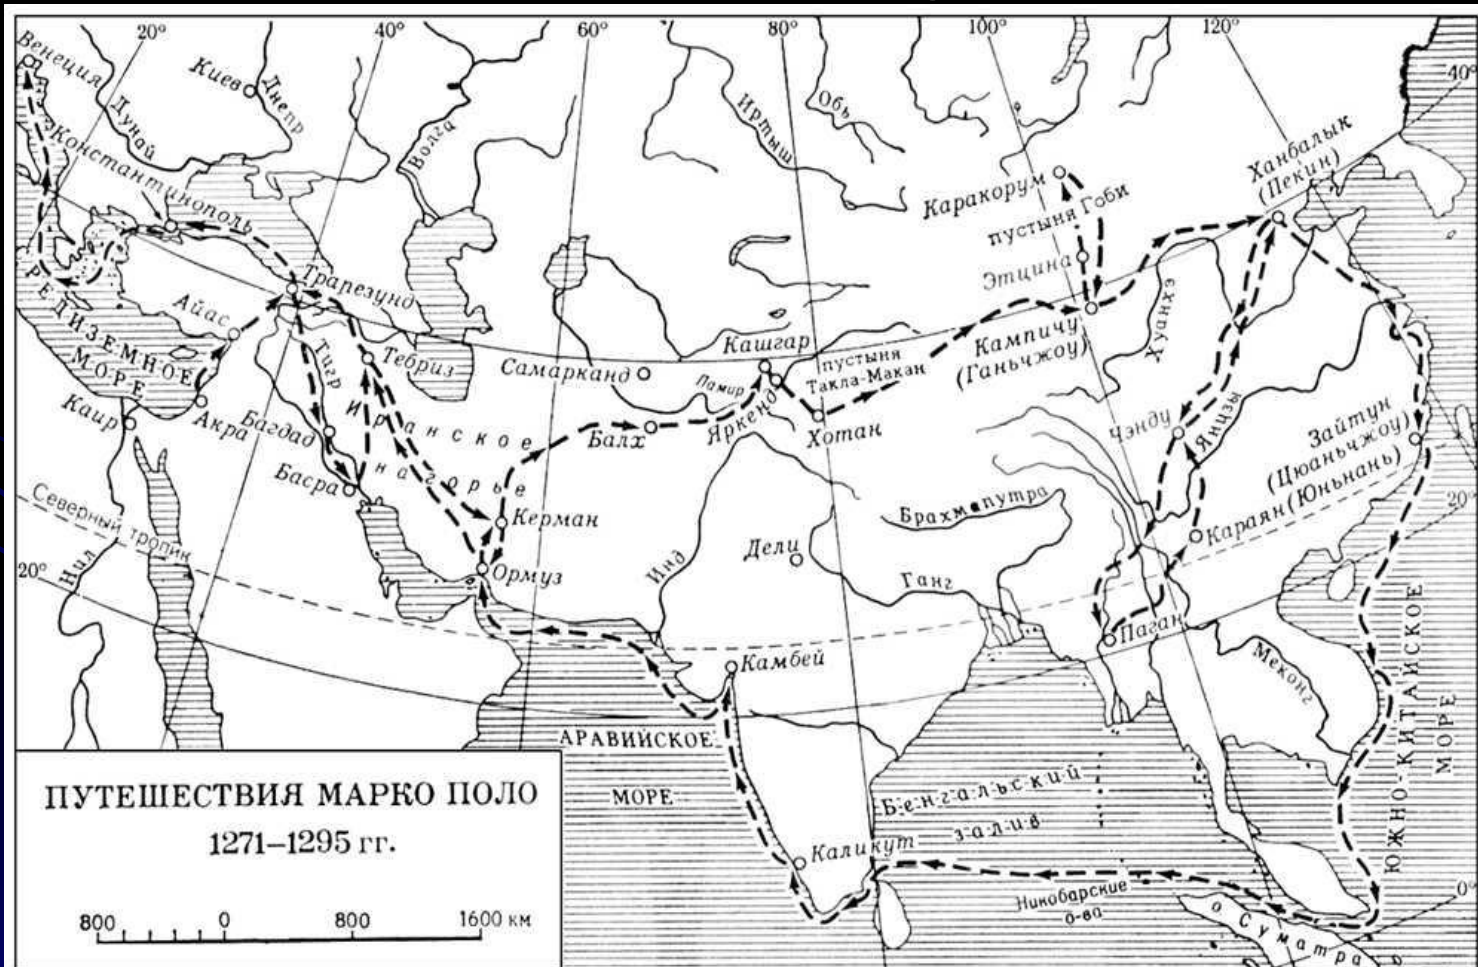 20°
40°
60°
80°
100°
120°
40°
Венеция
Киев
Днепр
Дунай
Волга
Иртыш
Обь
Константинополь
Ханбалык
(Пекин)
Каракорум
пустыня Гоби
Этцина
Трапезунд
Айас
СРЕДИЗЕМНОЕ
МОРЕ
Тигр
Тебриз
Самарканд
Кашгар
Памир
пустыня
Такла-Макан
Кампичу
(Ганьчжоу)
Хуанхэ
Каир
Акра
Багдад
Басра
Иранское
нагорье
Балх
Яркенд
Хотан
Чэнду
Янцзы
Зайтун
(Цюаньчжоу)
Караян (Юньнань)
20°
Северный тропик
Нил
20°
Керман
Ормуз
Инд
Дели
Брахмапутра
Ганг
Паган
Меконг
Камбей
АРАВИЙСКОЕ
МОРЕ
Бенгальский
залив
Каликут
Никобарские
о-ва
о Суматра
0°
ЮЖНО-КИТАЙСКОЕ
МОРЕ
ПУТЕШЕСТВИЯ МАРКО ПОЛО
1271–1295 гг.
800 0 800 1600 км